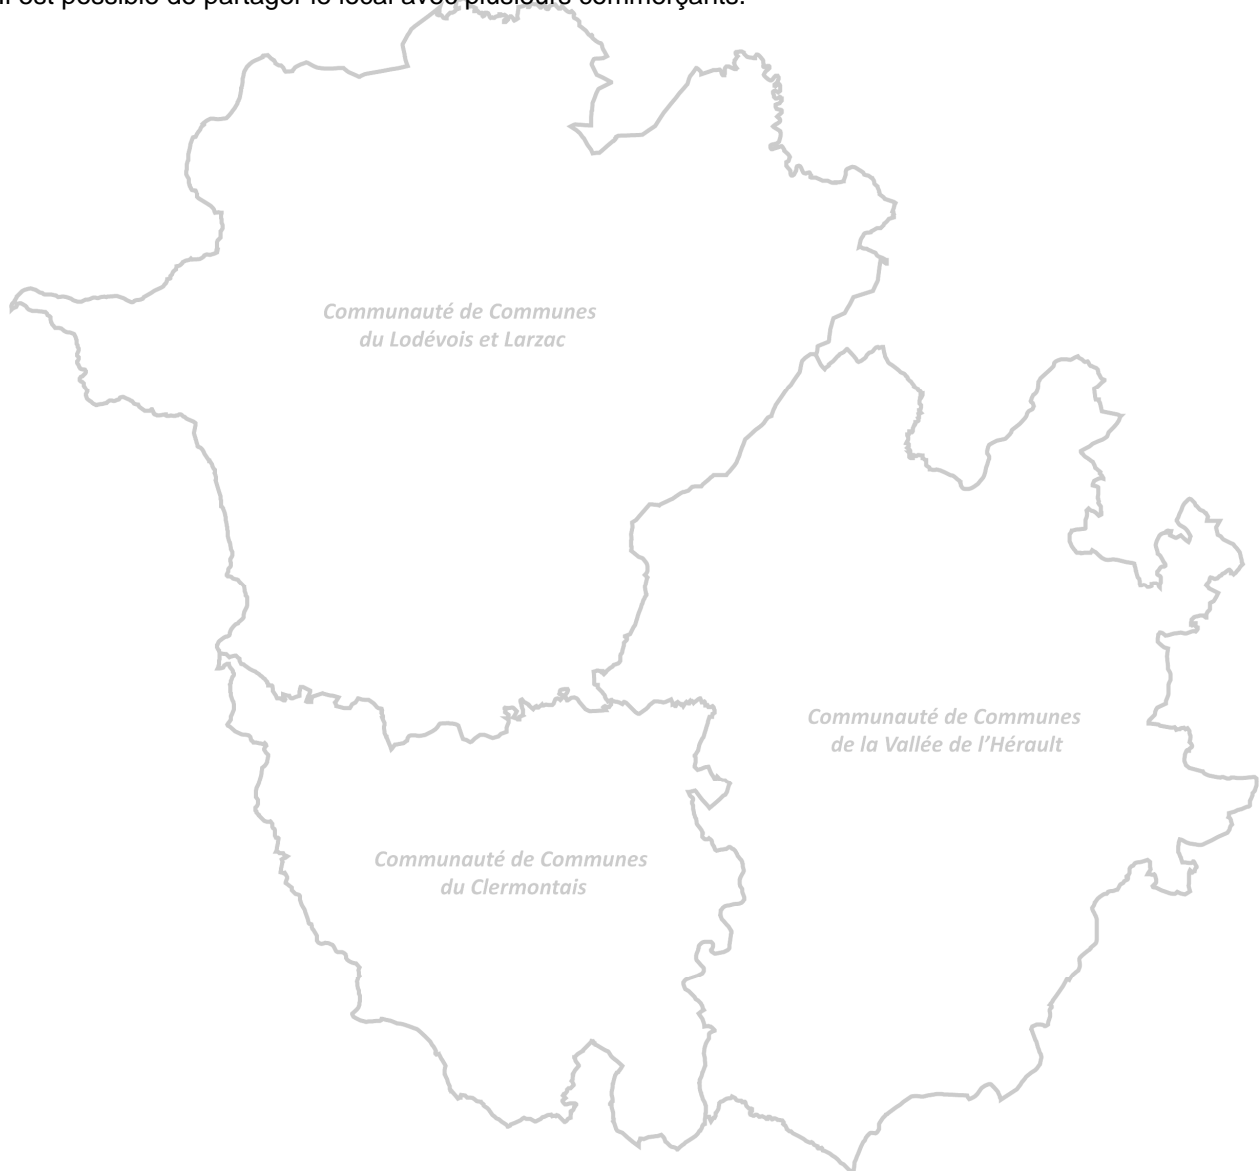 Il est possible de partager le local avec plusieurs commerçants.
Communauté de Communes
du Lodévois et Larzac
Communauté de Communes
de la Vallée de l'Hérault
Communauté de Communes
du Clermontais